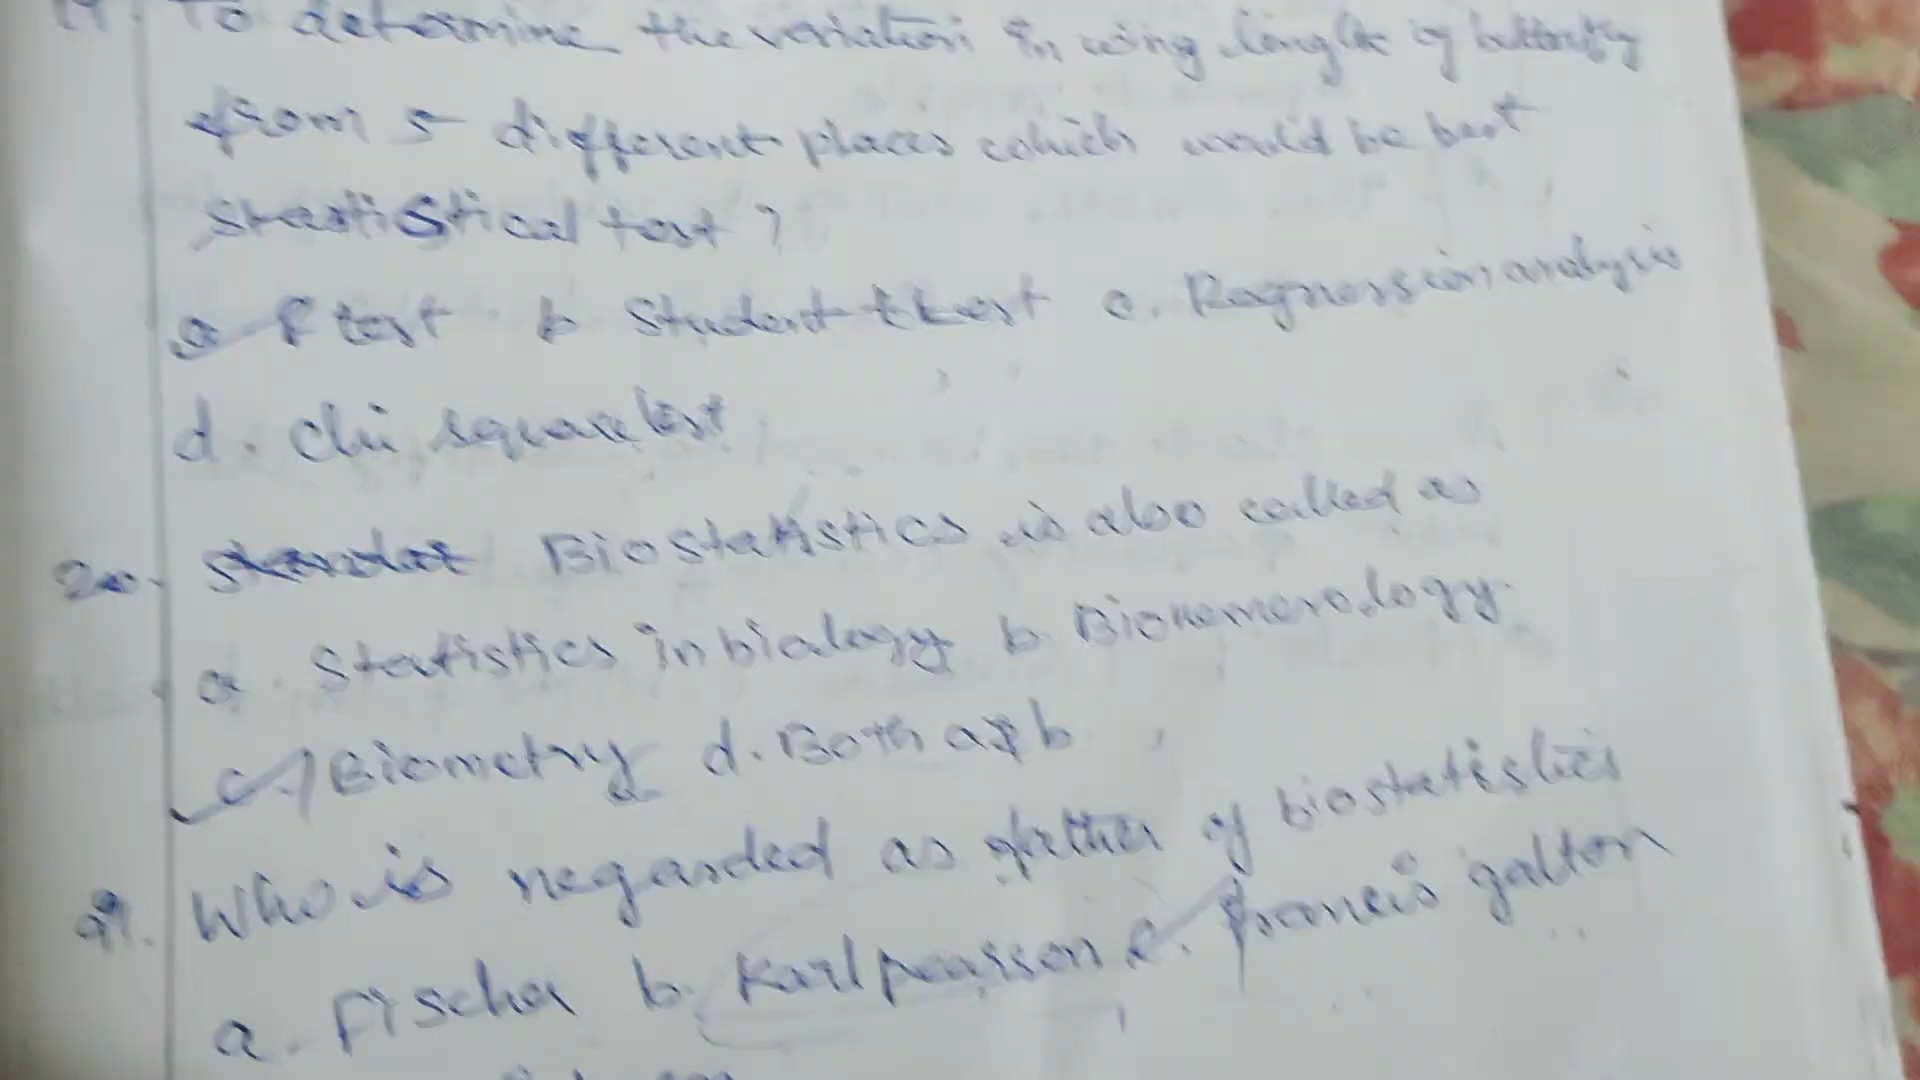 19. To determine the variation in wing length of butterfly
from 5 different places which would be best
Stastistical test?
a F test b Student t test c. Regression analysis
d. Chi square test
20. Biostatistics is also called as
a. Statistics in biology b. Bionomerology
c. Biometry d. Both a & b
Who is regarded as father of biostatistics
a. Fischer b. Karl pearson c. francis galton